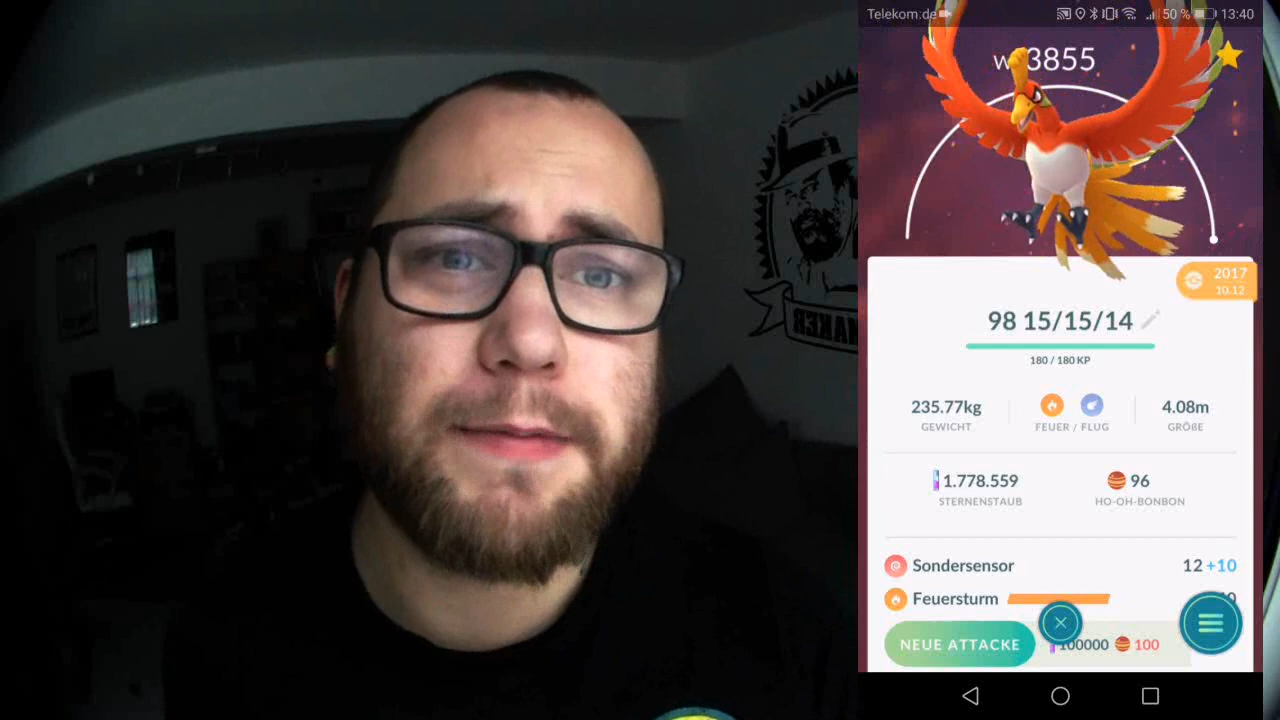 Telekom.de 50 % 13:40
3855
2017
10.12
98 15/15/14
180 / 180 KP
235.77kg 4.08m
GEWICHT FEUER / FLUG GRÖßE
1.778.559 96
STERNENSTAUB HO-OH-BONBON
Sondersensor 12 +10
Feuersturm
NEUE ATTACKE 100000 100